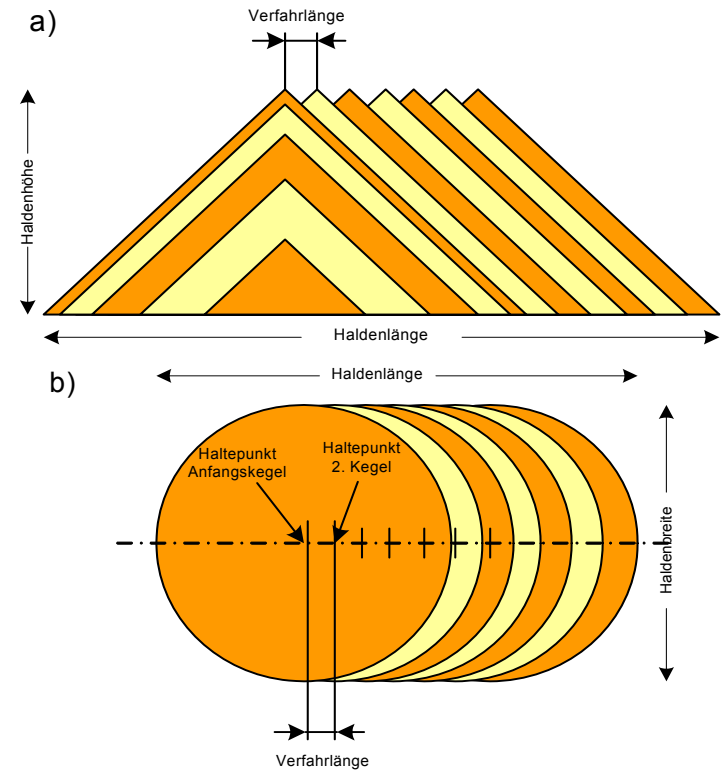 a)
Verfahrlänge
Haldenhöhe
Haldenlänge
b)
Haldenlänge
Haltepunkt
Anfangskegel
Haltepunkt
2. Kegel
Haldenbreite
Verfahrlänge